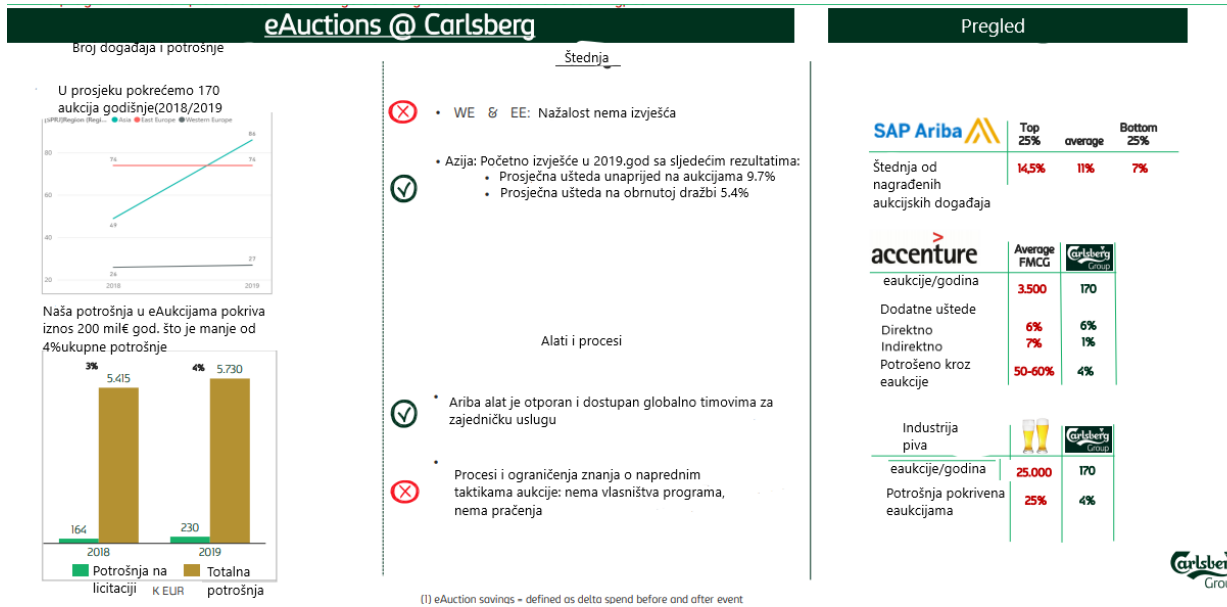 eAuctions @ Carlsberg
Pregled
Broj događaja i potrošnje
U prosjeku pokrećemo 170
aukcija godišnje(2018/2019
Asia East Europe Western Europe
86
80
76 76
60
49
40
26 27
20
2018 2019
Naša potrošnja u eAukcijama pokriva
iznos 200 mil€ god. što je manje od
4%ukupne potrošnje
3% 5.415 4% 5.730
164 230
2018 2019
Potrošnja na
licitaciji
K EUR
Totalna
potrošnja
Štednja
• WE & EE: Nažalost nema izvješća
• Azija: Početno izvješće u 2019.god sa sljedećim rezultatima:
• Prosječna ušteda unaprijed na aukcijama 9.7%
• Prosječna ušteda na obrnutoj dražbi 5.4%
Alati i procesi
• Ariba alat je otporan i dostupan globalno timovima za
zajedničku uslugu
• Procesi i ograničenja znanja o naprednim
taktikama aukcije: nema vlasništva programa,
nema pračenja
(1) eAuction savings = defined as delta spend before and after event
SAP Ariba
Top
25%
average
Bottom
25%
Štednja od
nagrađenih
aukcijskih događaja
14,5% 11% 7%
accenture
Average
FMCG
Carlsberg
Group
eaukcije/godina 3.500 170
Dodatne uštede
Direktno 6% 6%
Indirektno 7% 1%
Potrošeno kroz
eaukcije
50-60% 4%
Industrija
piva
Carlsberg
Group
eaukcije/godina 25.000 170
Potrošnja pokrivena
eaukcijama
25% 4%